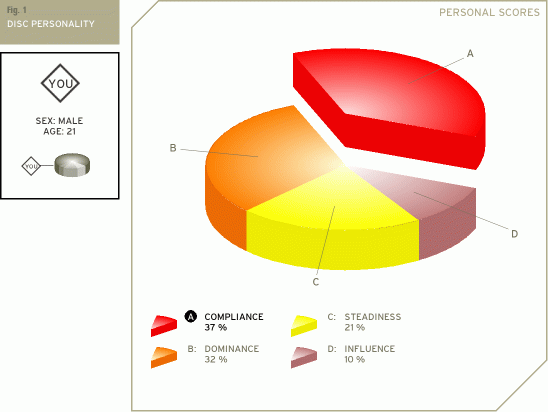 Fig. 1
DISC PERSONALITY
PERSONAL SCORES
YOU
SEX: MALE
AGE: 21
YOU
A
B
C
D
A COMPLIANCE
37 %
B: DOMINANCE
32 %
C: STEADINESS
21 %
D: INFLUENCE
10 %